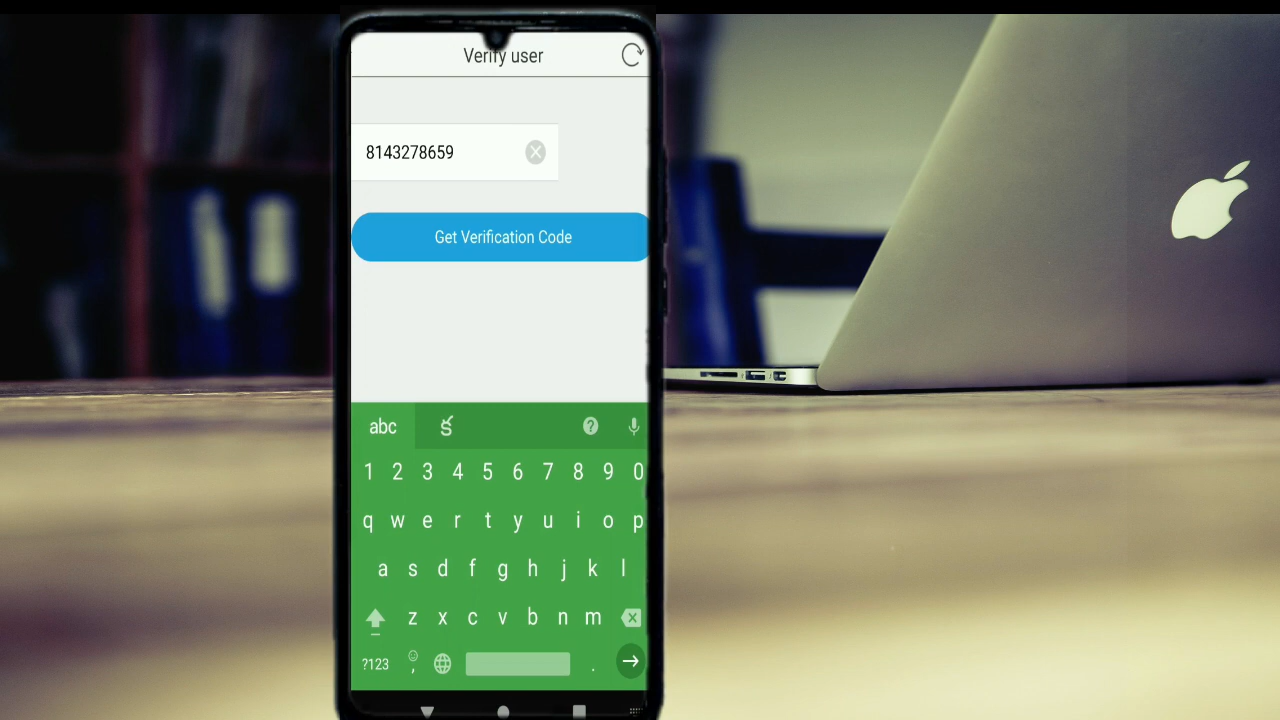 Verify user
8143278659
Get Verification Code
abc క
1 2 3 4 5 6 7 8 9 0
q w e r t y u i o p
a s d f g h j k l
z x c v b n m
?123 , .